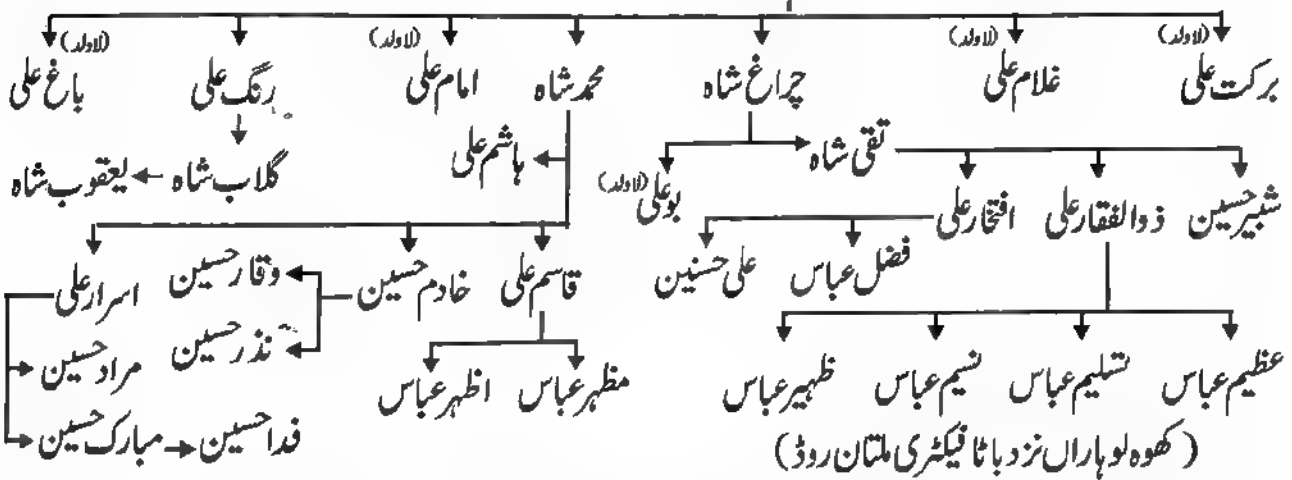 (لاولد) (لاولد) (لاولد) (لاولد)
برکت علی غلام علی چراغ شاہ محمد شاہ امام علی رنگ علی باغ علی
تقی شاہ بوعلی (لاولد) ہاشم علی گلاب شاہ یعقوب شاہ
شبیر حسین ذوالفقار علی افتخار علی
فضل عباس علی حسنین قاسم علی خادم حسین وقار حسین اسرار علی
نذر حسین مراد حسین
عظیم عباس تسلیم عباس نسیم عباس ظہیر عباس مظہر عباس اظہر عباس
مبارک حسین فدا حسین
(کھوہ لوہاراں نزد باٹا فیکٹری ملتان روڈ)